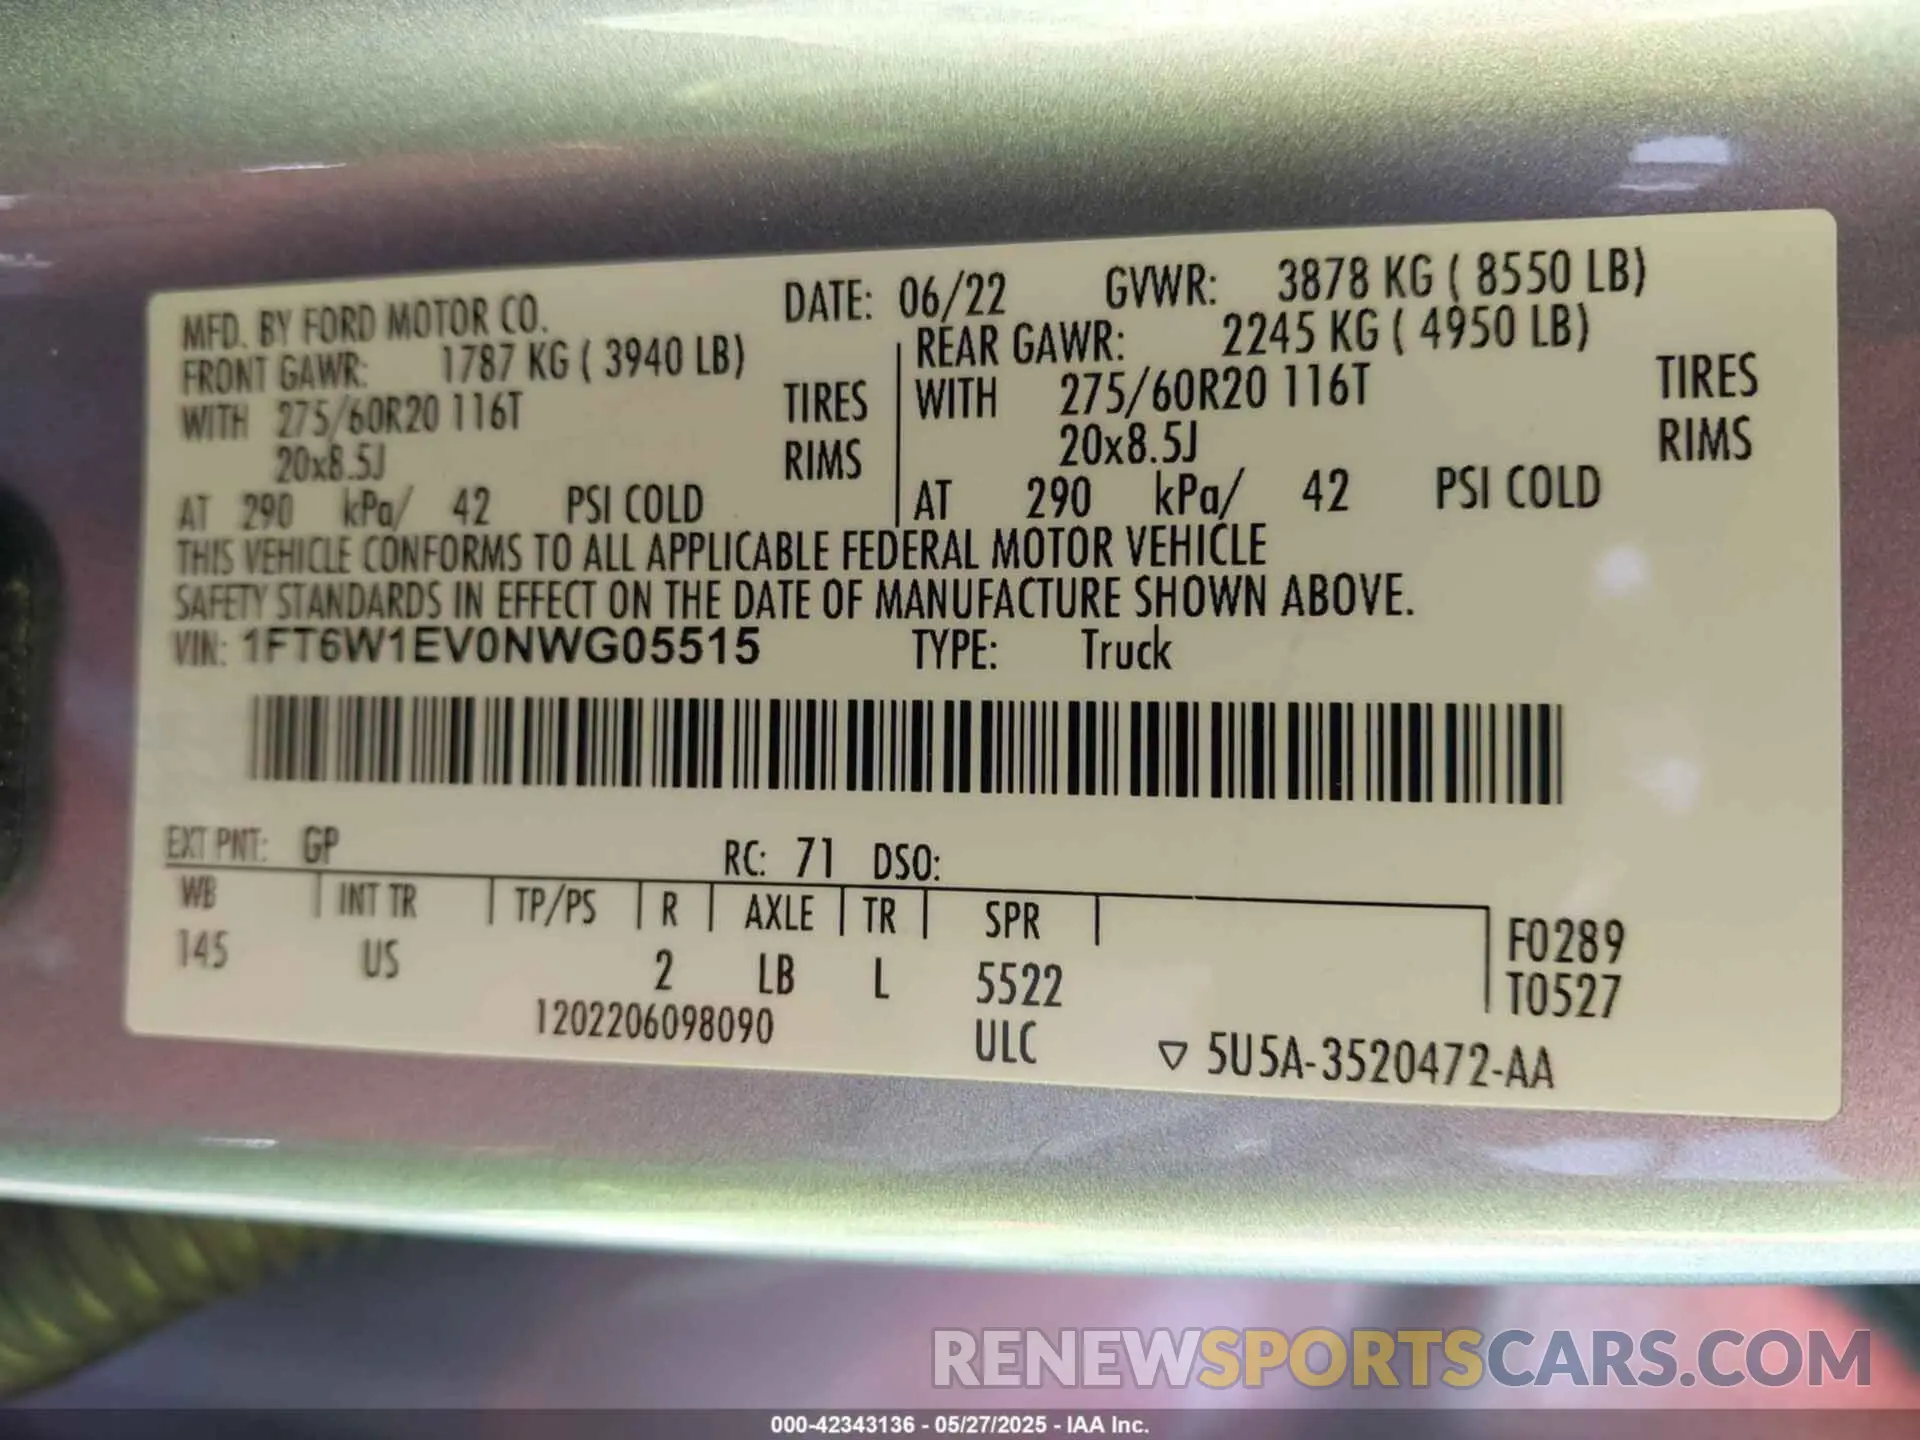 MFD. BY FORD MOTOR CO. DATE: 06/22 GVWR: 3878 KG ( 8550 LB)
FRONT GAWR: 1787 KG ( 3940 LB) REAR GAWR: 2245 KG ( 4950 LB)
WITH 275/60R20 116T TIRES WITH 275/60R20 116T TIRES
20x8.5J RIMS 20x8.5J RIMS
AT 290 kPa/ 42 PSI COLD AT 290 kPa/ 42 PSI COLD
THIS VEHICLE CONFORMS TO ALL APPLICABLE FEDERAL MOTOR VEHICLE
SAFETY STANDARDS IN EFFECT ON THE DATE OF MANUFACTURE SHOWN ABOVE.
VIN: 1FT6W1EV0NWG05515 TYPE: Truck
EXT PNT: GP RC: 71 DSO:
WB INT TR TP/PS R AXLE TR SPR F0289
145 US 2 LB L 5522 T0527
1202206098090 ULC ▽ 5U5A-3520472-AA
RENEWSPORTSCARS.COM
000-42343136 - 05/27/2025 - IAA Inc.